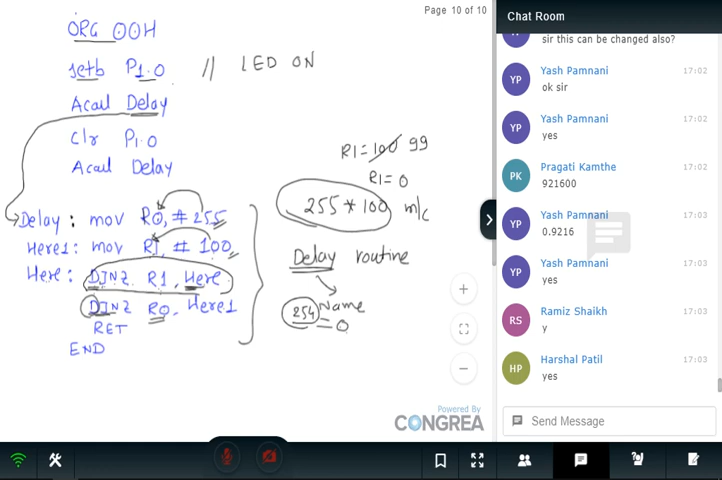 Page 10 of 10
ORG 00H
setb P1.0 // LED ON
Acall Delay
Clr P1.0
Acall Delay
Delay: mov R0, # 255
Here1: mov R1, # 100
Here: DJNZ R1, Here
DJNZ R0, Here1
RET
END
R1=100 99
R1=0
255*100 m/c
Delay routine
Name
254
=0
Powered By
CONGREA
Chat Room
YP
sir this can be changed also?
YP Yash Pamnani 17:02
ok sir
YP Yash Pamnani 17:02
yes
PK Pragati Kamthe 17:02
921600
YP Yash Pamnani 17:03
0.9216
YP Yash Pamnani 17:03
yes
RS Ramiz Shaikh 17:03
y
HP Harshal Patil 17:03
yes
Send Message